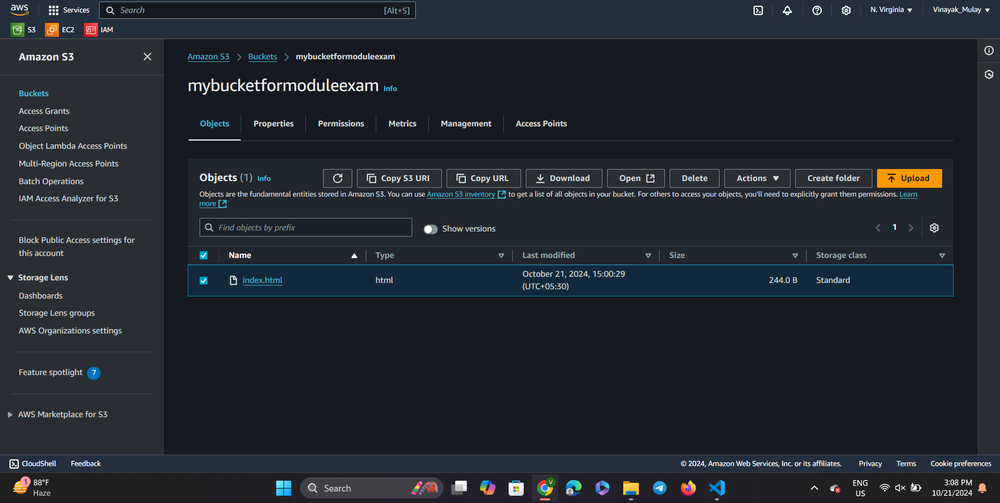 aws
Services
Search
[Alt+S]
N. Virginia
Vinayak_Mulay
S3
EC2
IAM
Amazon S3
Buckets
Access Grants
Access Points
Object Lambda Access Points
Multi-Region Access Points
Batch Operations
IAM Access Analyzer for S3
Block Public Access settings for
this account
Storage Lens
Dashboards
Storage Lens groups
AWS Organizations settings
Feature spotlight 7
AWS Marketplace for S3
Amazon S3 > Buckets > mybucketformoduleexam
mybucketformoduleexam Info
Objects
Properties
Permissions
Metrics
Management
Access Points
Objects (1) Info
Copy S3 URI
Copy URL
Download
Open
Delete
Actions
Create folder
Upload
Objects are the fundamental entities stored in Amazon S3. You can use Amazon S3 inventory to get a list of all objects in your bucket. For others to access your objects, you'll need to explicitly grant them permissions. Learn
more
Find objects by prefix
Show versions
1
Name
Type
Last modified
Size
Storage class
index.html
html
October 21, 2024, 15:00:29
(UTC+05:30)
244.0 B
Standard
CloudShell
Feedback
© 2024, Amazon Web Services, Inc. or its affiliates.
Privacy
Terms
Cookie preferences
1
88°F
Haze
Search
V
ENG
US
3:08 PM
10/21/2024